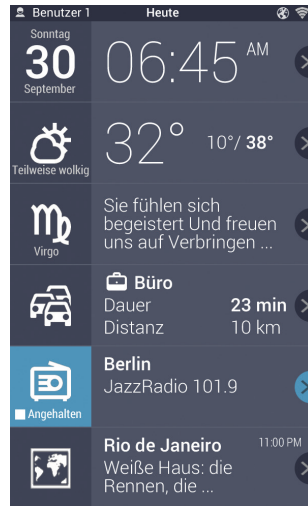 Benutzer 1 Heute
Sonntag
30
September
06:45 AM
Teilweise wolkig
32° 10°/ 38°
Virgo
Sie fühlen sich
begeistert Und freuen
uns auf Verbringen ...
Büro
Dauer 23 min
Distanz 10 km
Angehalten
Berlin
JazzRadio 101.9
Rio de Janeiro 11:00 PM
Weiße Haus: die
Rennen, die ...